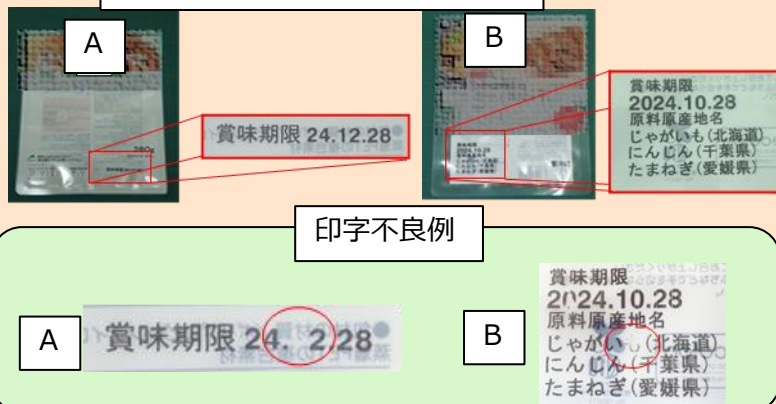 A
B
賞味期限 24.12.28
賞味期限
2024.10.28
原料原産地名
じゃがいも(北海道)
にんじん(千葉県)
たまねぎ(愛媛県)
280g
印字不良例
A
賞味期限 24. 2.28
B
賞味期限
2024.10.28
原料原産地名
じゃがい (北海道)
にんじん(千葉県)
たまねぎ(愛媛県)